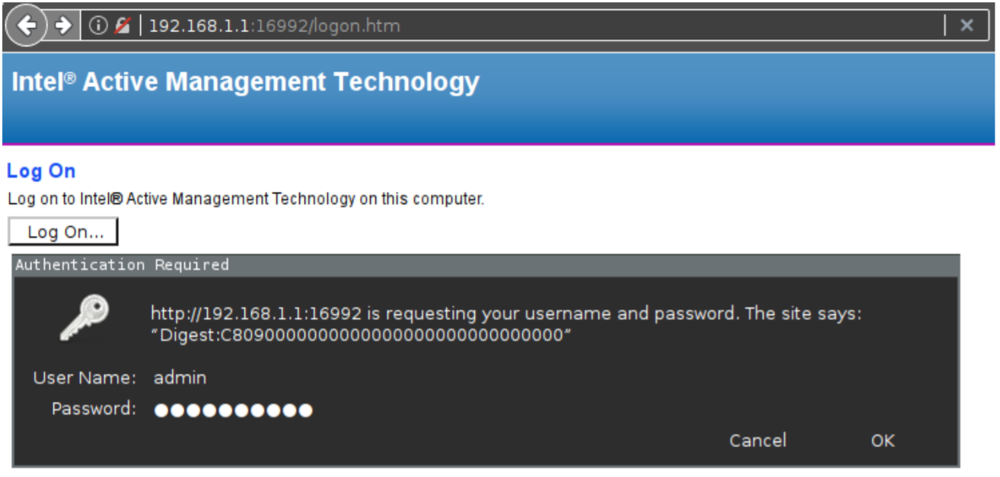 192.168.1.1:16992/logon.htm
Intel® Active Management Technology
Log On
Log on to Intel® Active Management Technology on this computer.
Log On...
Authentication Required
http://192.168.1.1:16992 is requesting your username and password. The site says:
“Digest:C8090000000000000000000000000000”
User Name: admin
Password: ●●●●●●●●●●
Cancel OK